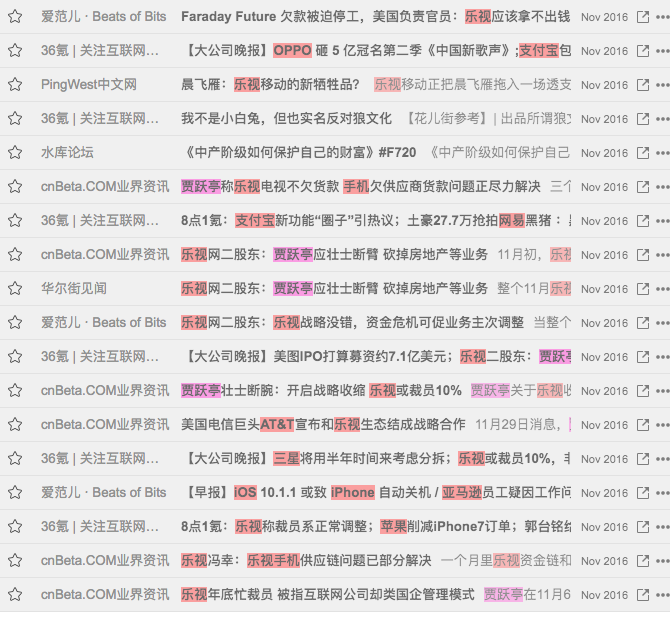 爱范儿 · Beats of Bits Faraday Future 欠款被迫停工，美国负责官员：乐视应该拿不出钱 Nov 2016
36氪 | 关注互联网... 【大公司晚报】OPPO 砸 5 亿冠名第二季《中国新歌声》;支付宝包 Nov 2016
PingWest中文网 晨飞雁：乐视移动的新牺牲品？ 乐视移动正把晨飞雁拖入一场透支 Nov 2016
36氪 | 关注互联网... 我不是小白兔，但也实名反对狼文化 【花儿街参考】| 出品所谓狼文 Nov 2016
水库论坛 《中产阶级如何保护自己的财富》#F720 《中产阶级如何保护自己 Nov 2016
cnBeta.COM业界资讯 贾跃亭称乐视电视不欠货款 手机欠供应商货款问题正尽力解决 三个 Nov 2016
36氪 | 关注互联网... 8点1氪：支付宝新功能“圈子”引热议；土豪27.7万抢拍网易黑猪： Nov 2016
cnBeta.COM业界资讯 乐视网二股东：贾跃亭应壮士断臂 砍掉房地产等业务 11月初，乐视 Nov 2016
华尔街见闻 乐视网二股东：贾跃亭应壮士断臂 砍掉房地产等业务 整个11月乐视 Nov 2016
爱范儿 · Beats of Bits 乐视网二股东：乐视战略没错，资金危机可促业务主次调整 当整个 Nov 2016
36氪 | 关注互联网... 【大公司晚报】美图IPO打算募资约7.1亿美元；乐视二股东：贾跃 Nov 2016
cnBeta.COM业界资讯 贾跃亭壮士断腕：开启战略收缩 乐视或裁员10% 贾跃亭关于乐视收 Nov 2016
cnBeta.COM业界资讯 美国电信巨头AT&T宣布和乐视生态结成战略合作 11月29日消息， Nov 2016
36氪 | 关注互联网... 【大公司晚报】三星将用半年时间来考虑分拆；乐视或裁员10%， Nov 2016
爱范儿 · Beats of Bits 【早报】iOS 10.1.1 或致 iPhone 自动关机 / 亚马逊员工疑因工作问 Nov 2016
36氪 | 关注互联网... 8点1氪：乐视称裁员系正常调整；苹果削减iPhone7订单；郭台铭给 Nov 2016
cnBeta.COM业界资讯 乐视冯幸：乐视手机供应链问题已部分解决 一个月里乐视资金链和 Nov 2016
cnBeta.COM业界资讯 乐视年底忙裁员 被指互联网公司却类国企管理模式 贾跃亭在11月6 Nov 2016